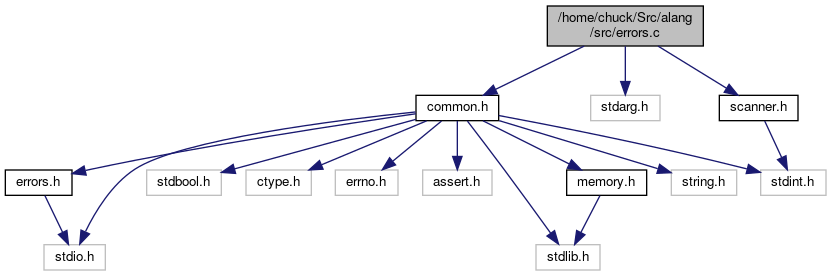 /home/chuck/Src/alang
/src/errors.c
common.h
stdarg.h
scanner.h
errors.h
stdbool.h
ctype.h
errno.h
assert.h
memory.h
string.h
stdint.h
stdio.h
stdlib.h